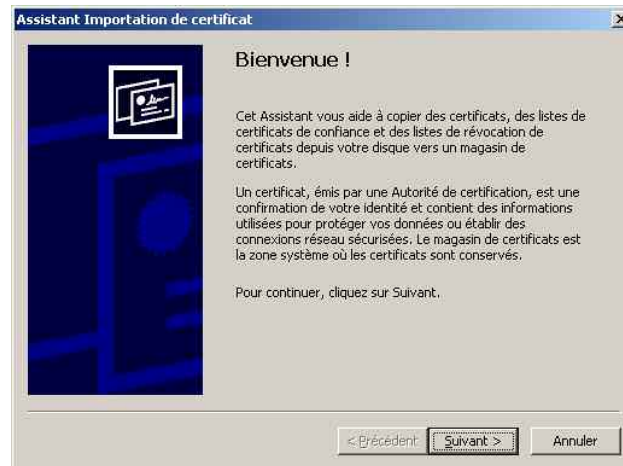 Assistant Importation de certificat
Bienvenue !
Cet Assistant vous aide à copier des certificats, des listes de
certificats de confiance et des listes de révocation de
certificats depuis votre disque vers un magasin de
certificats.
Un certificat, émis par une Autorité de certification, est une
confirmation de votre identité et contient des informations
utilisées pour protéger vos données ou établir des
connexions réseau sécurisées. Le magasin de certificats est
la zone système où les certificats sont conservés.
Pour continuer, cliquez sur Suivant.
< Précédent
Suivant >
Annuler